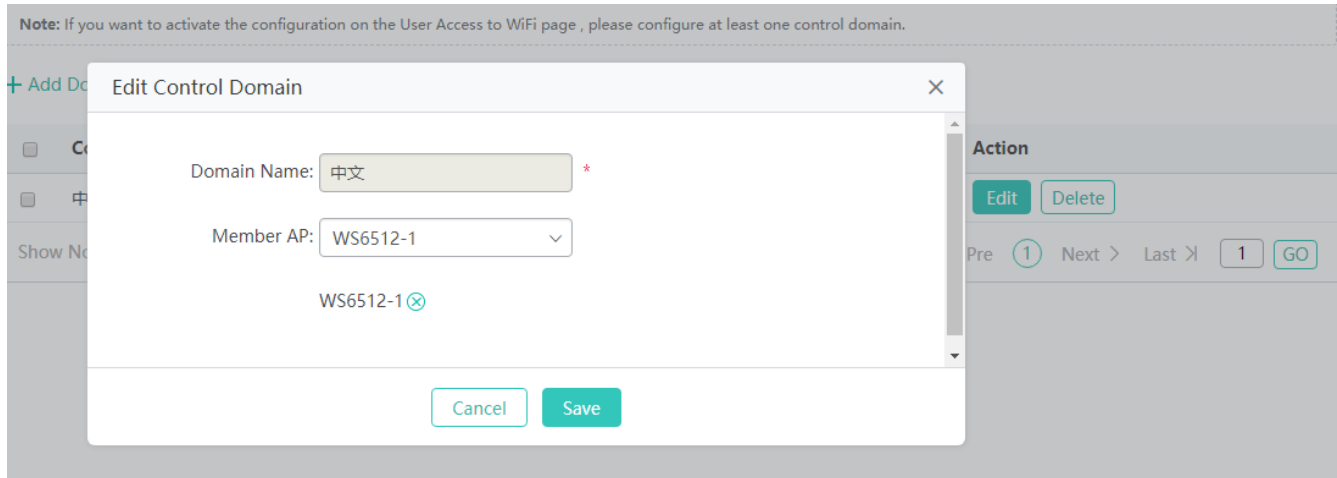 Note: If you want to activate the configuration on the User Access to WiFi page , please configure at least one control domain.
+ Add Do
Edit Control Domain
Co
Action
Domain Name: 中文 *
中
Edit Delete
Member AP: WS6512-1
Show No
Pre 1 Next > Last 1 GO
WS6512-1
Cancel Save